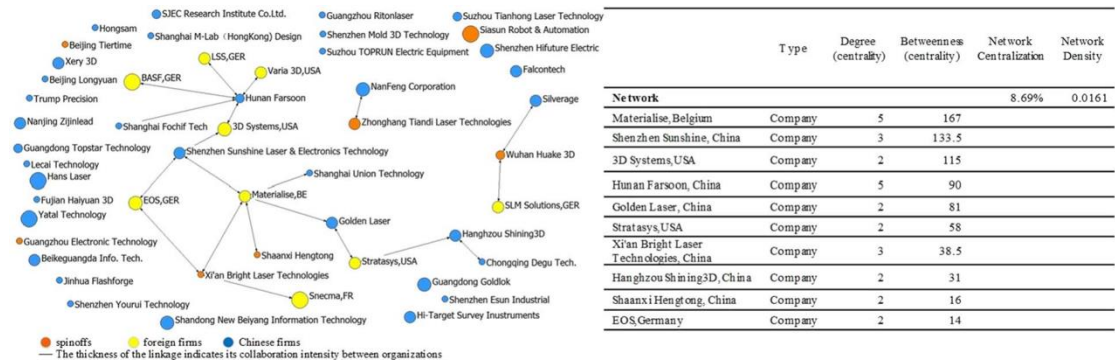 SJEC Research Institute Co.Ltd.
Hongsam
Shanghai M-Lab（HongKong) Design
Beijing Tiertime
Xery 3D
Beijing Longyuan
BASF,GER
LSS,GER
Varia 3D,USA
Hunan Farsoon
Trump Precision
Nanjing Zijinlead
Shanghai Fochif Tech
3D Systems,USA
Guangdong Topstar Technology
Shenzhen Sunshine Laser & Electronics Technology
Lecai Technology
Hans Laser
Shanghai Union Technology
Fujian Haiyuan 3D
EOS,GER
Materialise,BE
Yatal Technology
Golden Laser
Guangzhou Electronic Technology
Shaanxi Hengtong
Hanghzou Shining3D
Beikeguangda Info. Tech.
Xi'an Bright Laser Technologies
Stratasys,USA
Chongqing Degu Tech.
Jinhua Flashforge
Snecma,FR
Guangdong Goldlok
Shenzhen Yourui Technology
Shenzhen Esun Industrial
Shandong New Beiyang Information Technology
Hi-Target Survey Inustruments
Guangzhou Ritonlaser
Shenzhen Mold 3D Technology
Suzhou TOPRUN Electric Equipment
Suzhou Tianhong Laser Technology
Siasun Robot & Automation
Shenzhen Hifuture Electric
Falcontech
NanFeng Corporation
Silverage
Zhonghang Tiandi Laser Technologies
Wuhan Huake 3D
SLM Solutions,GER
spinoffs foreign firms Chinese firms
The thickness of the linkage indicates its collaboration intensity between organizations
Type Degree (centrality) Betweenness (centrality) Network Centralization Network Density
Network 8.69% 0.0161
Materialise, Belgium Company 5 167
Shenzhen Sunshine, China Company 3 133.5
3D Systems,USA Company 2 115
Hunan Farsoon, China Company 5 90
Golden Laser, China Company 2 81
Stratasys,USA Company 2 58
Xi'an Bright Laser Technologies, China Company 3 38.5
Hanghzou Shining3D, China Company 2 31
Shaanxi Hengtong, China Company 2 16
EOS,Germany Company 2 14